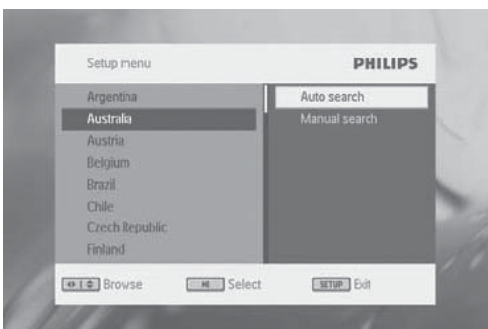 Setup menu
PHILIPS
Argentina
Australia
Austria
Belgium
Brazil
Chile
Czech Republic
Finland
Auto search
Manual search
Browse
Select
SETUP Exit